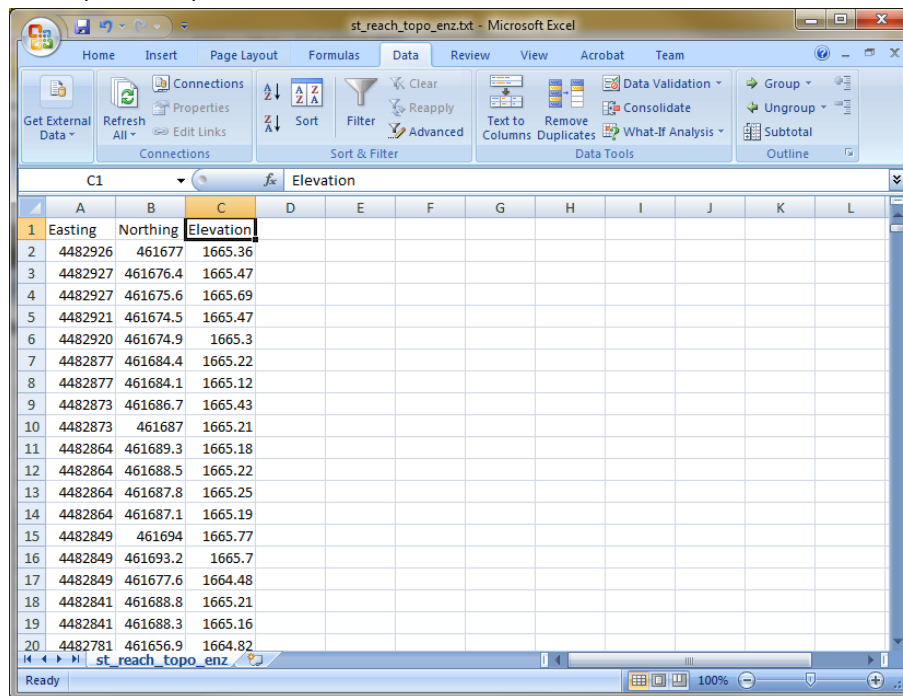 st_reach_topo_enz.txt - Microsoft Excel
Home Insert Page Layout Formulas Data Review View Acrobat Team
Get External Data
Refresh All
Connections
Properties
Edit Links
Connections
Sort
Filter
Clear
Reapply
Advanced
Sort & Filter
Text to Columns
Remove Duplicates
Data Validation
Consolidate
What-If Analysis
Data Tools
Group
Ungroup
Subtotal
Outline
C1 fx Elevation
A B C D E F G H I J K L
1 Easting Northing Elevation
2 4482926 461677 1665.36
3 4482927 461676.4 1665.47
4 4482927 461675.6 1665.69
5 4482921 461674.5 1665.47
6 4482920 461674.9 1665.3
7 4482877 461684.4 1665.22
8 4482877 461684.1 1665.12
9 4482873 461686.7 1665.43
10 4482873 461687 1665.21
11 4482864 461689.3 1665.18
12 4482864 461688.5 1665.22
13 4482864 461687.8 1665.25
14 4482864 461687.1 1665.19
15 4482849 461694 1665.77
16 4482849 461693.2 1665.7
17 4482849 461677.6 1664.48
18 4482841 461688.8 1665.21
19 4482841 461688.3 1665.16
20 4482781 461656.9 1664.82
st_reach_topo_enz
Ready 100%